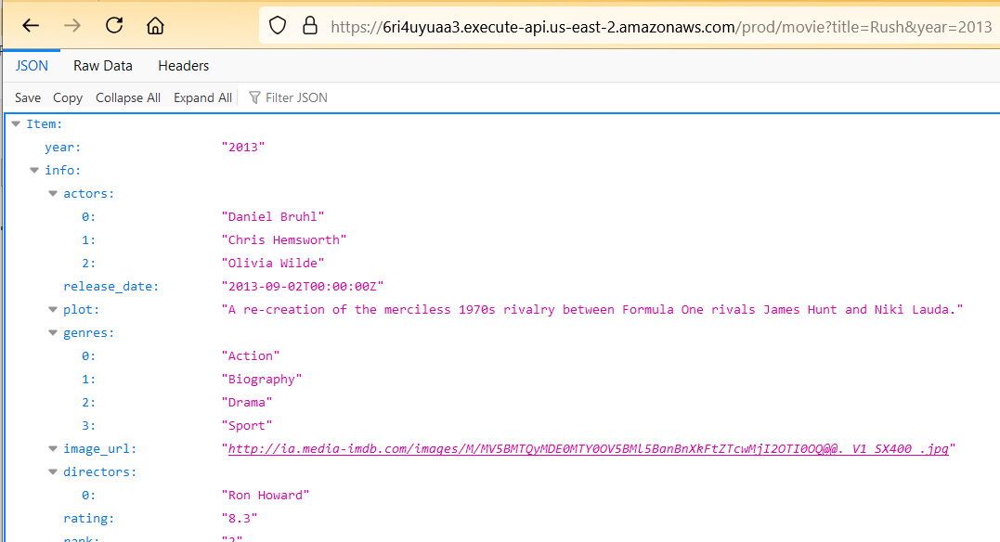 https://6ri4uyuaa3.execute-api.us-east-2.amazonaws.com/prod/movie?title=Rush&year=2013
JSON Raw Data Headers
Save Copy Collapse All Expand All Filter JSON
Item:
year: "2013"
info:
actors:
0: "Daniel Bruhl"
1: "Chris Hemsworth"
2: "Olivia Wilde"
release_date: "2013-09-02T00:00:00Z"
plot: "A re-creation of the merciless 1970s rivalry between Formula One rivals James Hunt and Niki Lauda."
genres:
0: "Action"
1: "Biography"
2: "Drama"
3: "Sport"
image_url: "http://ia.media-imdb.com/images/M/MV5BMTQyMDE0MTY0OV5BMl5BanBnXkFtZTcwMjI2OTI0OQ@@._V1_SX400_.jpg"
directors:
0: "Ron Howard"
rating: "8.3"
rank: "2"